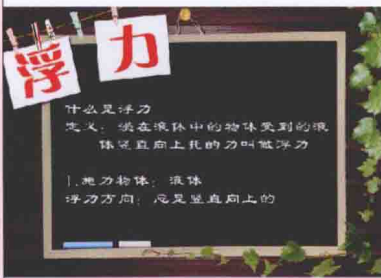 浮力
什么是浮力
定义：浸在液体中的物体受到的液
体竖直向上托的力叫做浮力
1.施力物体：液体
浮力方向：总是竖直向上的